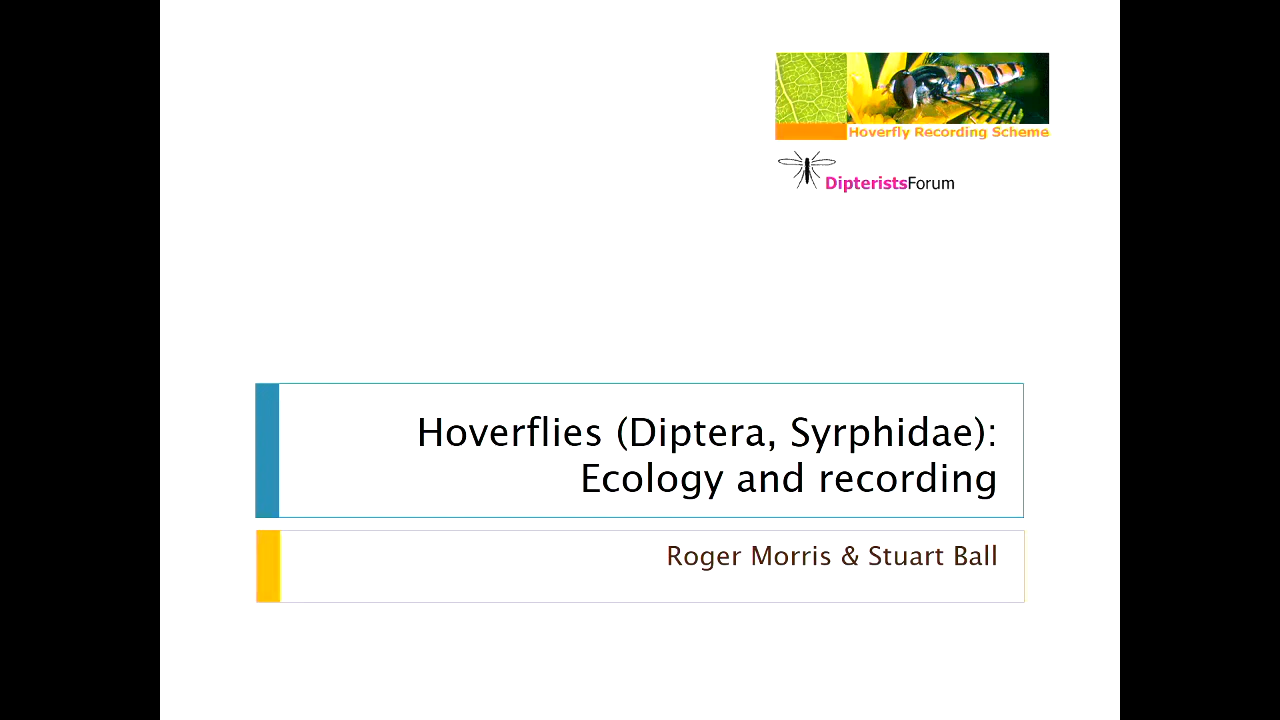 Hoverfly Recording Scheme
DipteristsForum
Hoverflies (Diptera, Syrphidae):
Ecology and recording
Roger Morris & Stuart Ball